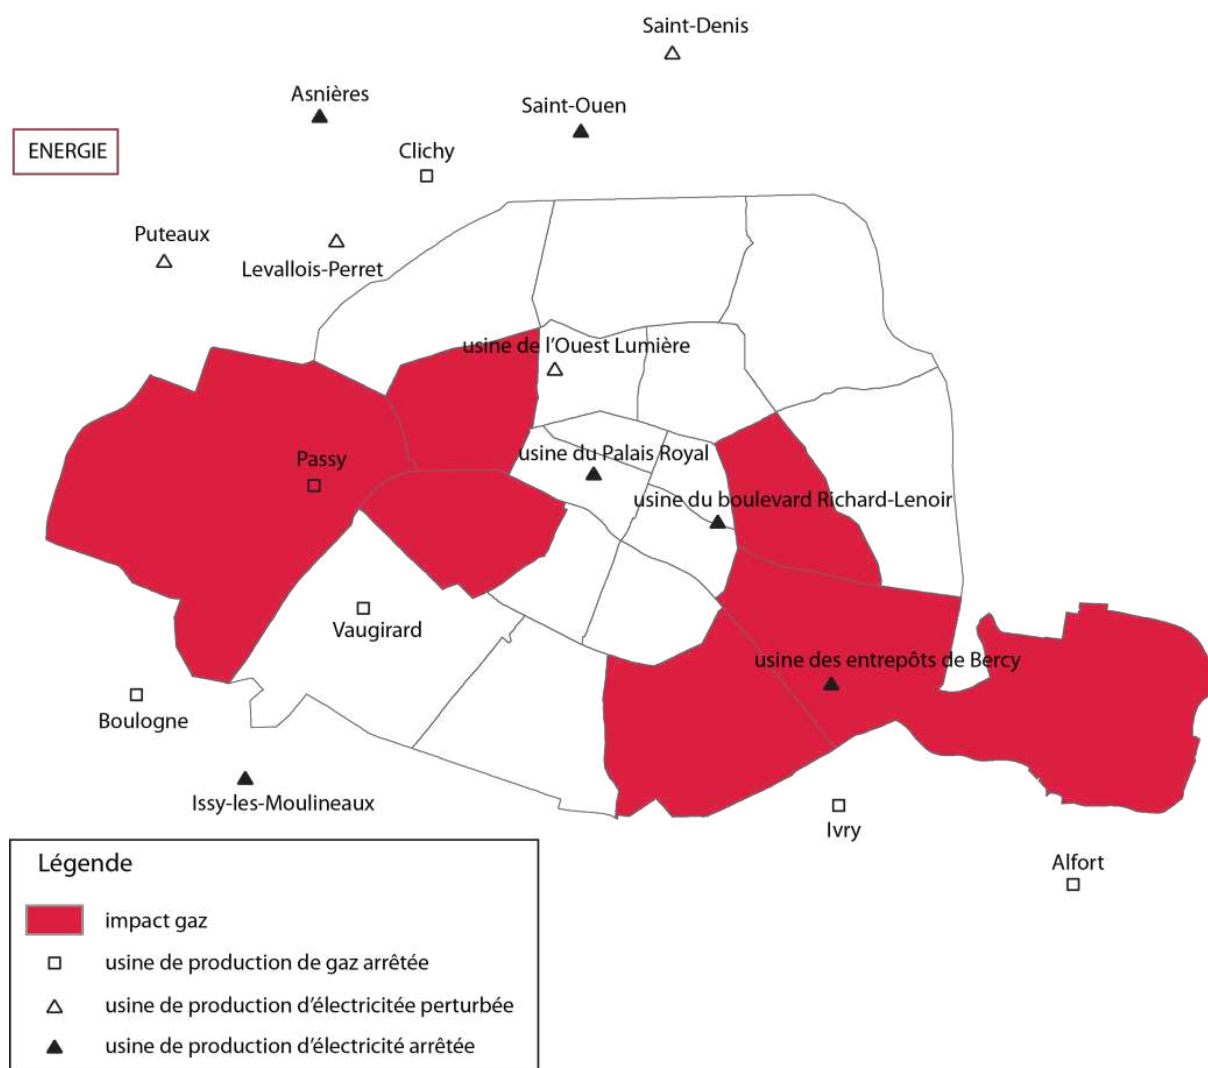 Saint-Denis
Asnières
Saint-Ouen
ENERGIE
Clichy
Puteaux
Levallois-Perret
usine de l'Ouest Lumière
Passy
usine du Palais Royal
usine du boulevard Richard-Lenoir
Vaugirard
usine des entrepôts de Bercy
Boulogne
Issy-les-Moulineaux
Ivry
Alfort
Légende
impact gaz
usine de production de gaz arrêtée
usine de production d'électricitée perturbée
usine de production d'électricité arrêtée